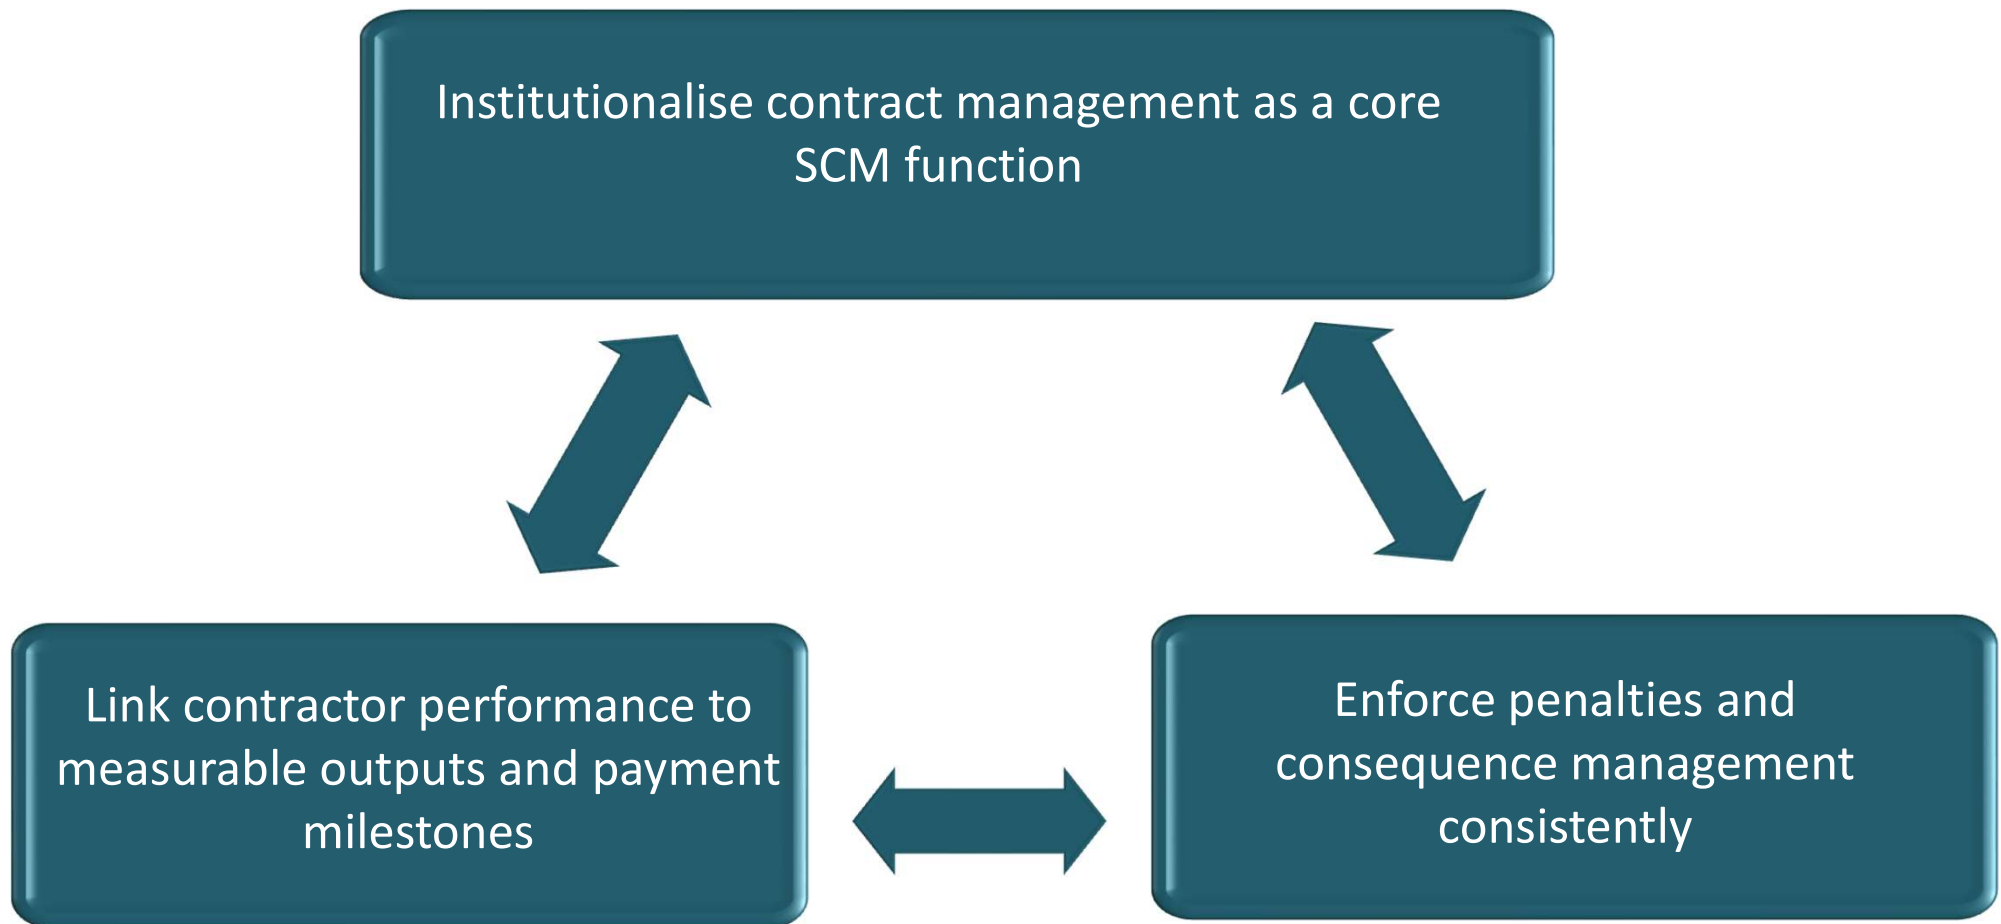 Institutionalise contract management as a core
SCM function
Link contractor performance to
measurable outputs and payment
milestones
Enforce penalties and
consequence management
consistently